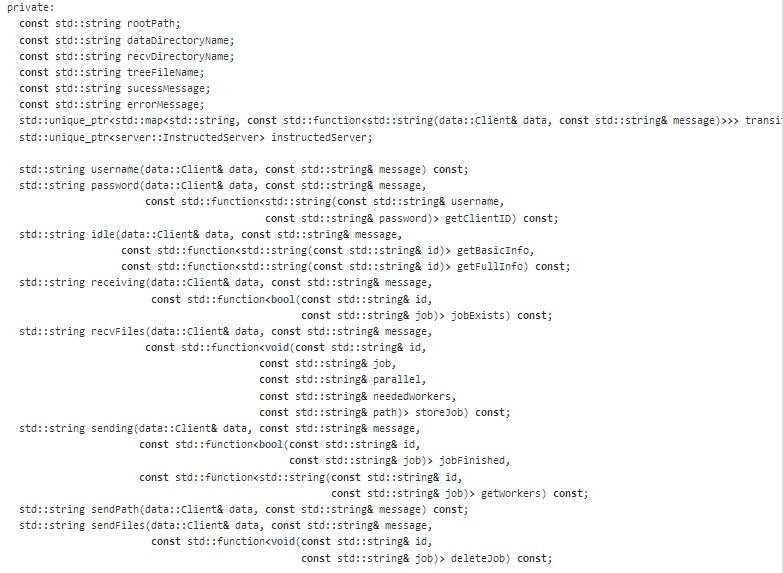 private:
const std::string rootPath;
const std::string dataDirectoryName;
const std::string recvDirectoryName;
const std::string treeFileName;
const std::string sucessMessage;
const std::string errorMessage;
std::unique_ptr<std::map<std::string, const std::function<std::string(data::Client& data, const std::string& message)>>> transi
std::unique_ptr<server::InstructedServer> instructedServer;
std::string username(data::Client& data, const std::string& message) const;
std::string password(data::Client& data, const std::string& message,
const std::function<std::string(const std::string& username,
const std::string& password)> getClientID) const;
std::string idle(data::Client& data, const std::string& message,
const std::function<std::string(const std::string& id)> getBasicInfo,
const std::function<std::string(const std::string& id)> getFullInfo) const;
std::string receiving(data::Client& data, const std::string& message,
const std::function<bool(const std::string& id,
const std::string& job)> jobExists) const;
std::string recvFiles(data::Client& data, const std::string& message,
const std::function<void(const std::string& id,
const std::string& job,
const std::string& parallel,
const std::string& neededWorkers,
const std::string& path)> storeJob) const;
std::string sending(data::Client& data, const std::string& message,
const std::function<bool(const std::string& id,
const std::string& job)> jobFinished,
const std::function<std::string(const std::string& id,
const std::string& job)> getWorkers) const;
std::string sendPath(data::Client& data, const std::string& message) const;
std::string sendFiles(data::Client& data, const std::string& message,
const std::function<void(const std::string& id,
const std::string& job)> deleteJob) const;